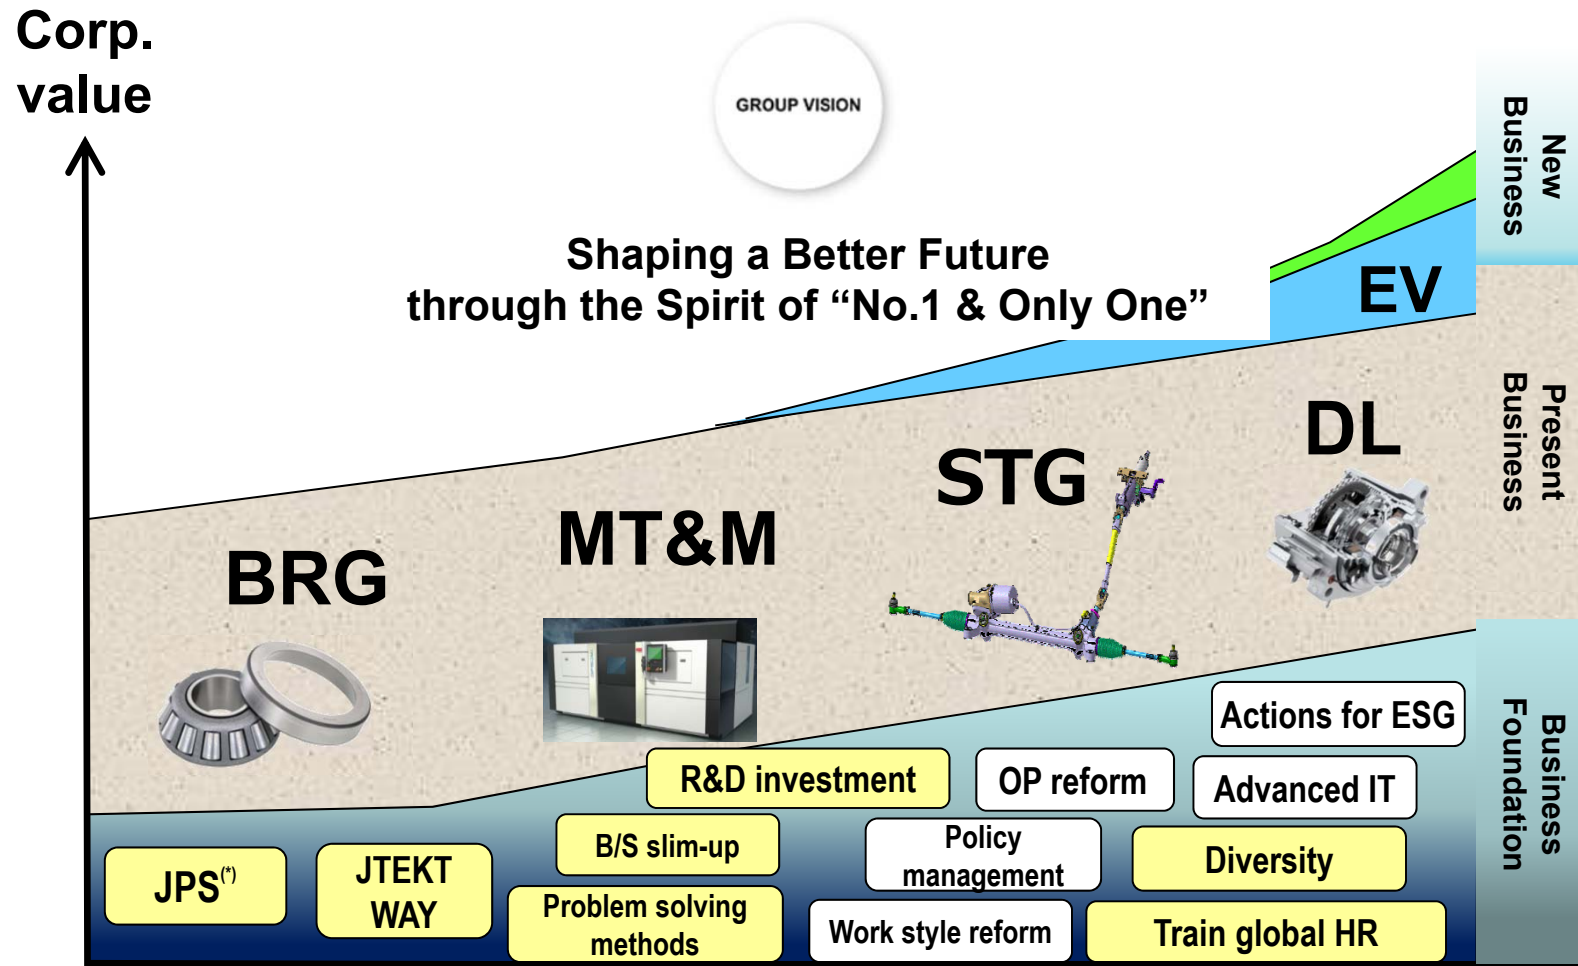 Corp.
value
GROUP VISION
Shaping a Better Future
through the Spirit of “No.1 & Only One”
New
Business
EV
Present
Business
DL
STG
MT&M
BRG
Business
Foundation
Actions for ESG
R&D investment
OP reform
Advanced IT
B/S slim-up
Policy
management
Diversity
JPS(*)
JTEKT
WAY
Problem solving
methods
Work style reform
Train global HR